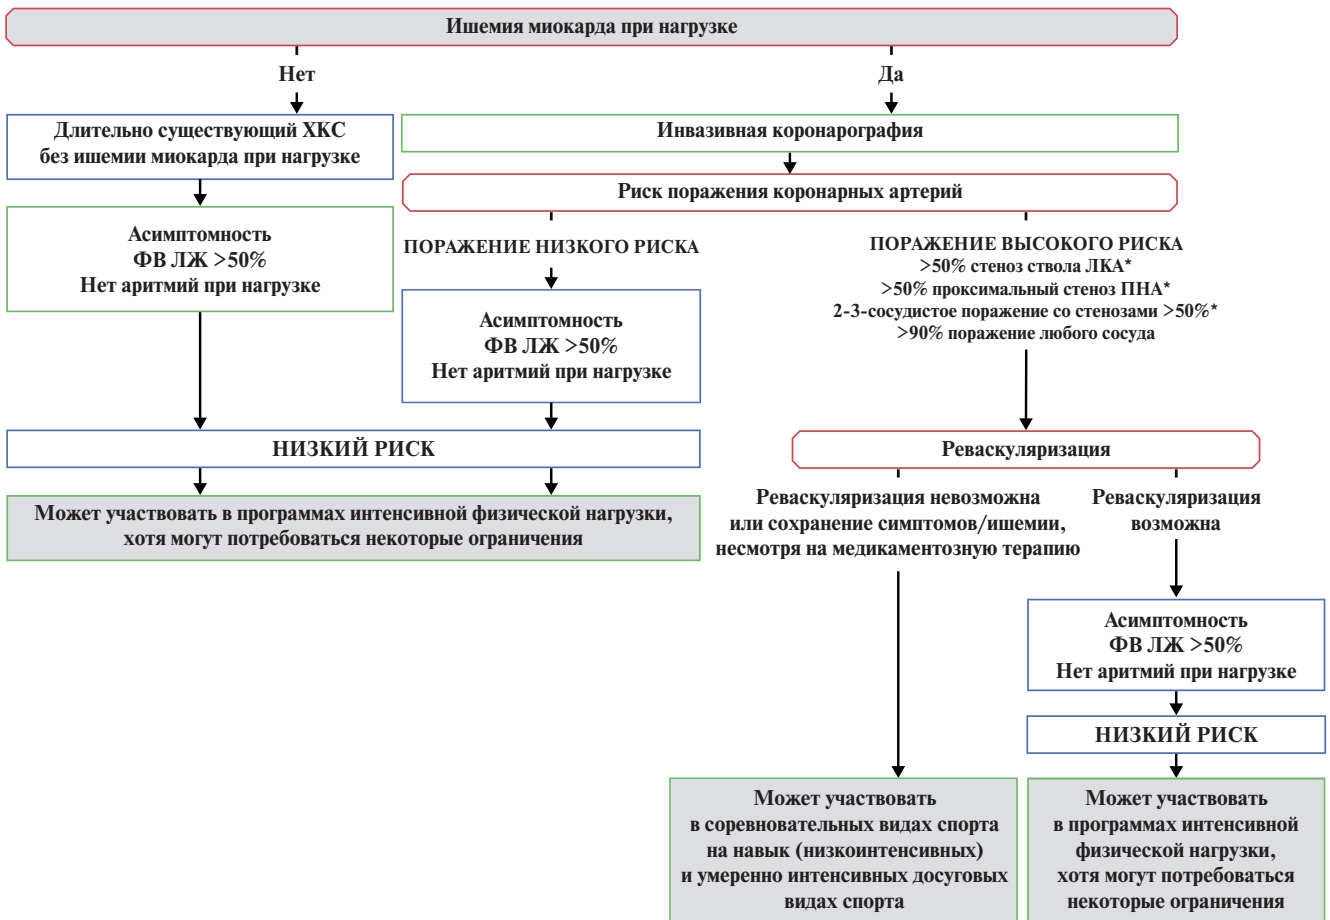 Ишемия миокарда при нагрузке
Нет
Да
Длительно существующий ХКС
без ишемии миокарда при нагрузке
Инвазивная коронарография
Риск поражения коронарных артерий
Асимптомность
ФВ ЛЖ >50%
Нет аритмий при нагрузке
ПОРАЖЕНИЕ НИЗКОГО РИСКА
Асимптомность
ФВ ЛЖ >50%
Нет аритмий при нагрузке
ПОРАЖЕНИЕ ВЫСОКОГО РИСКА
>50% стеноз ствола ЛКА*
>50% проксимальный стеноз ПНА*
2-3-сосудистое поражение со стенозами >50%*
>90% поражение любого сосуда
НИЗКИЙ РИСК
Может участвовать в программах интенсивной физической нагрузки,
хотя могут потребоваться некоторые ограничения
Реваскуляризация
Реваскуляризация невозможна
или сохранение симптомов/ишемии,
несмотря на медикаментозную терапию
Реваскуляризация
возможна
Асимптомность
ФВ ЛЖ >50%
Нет аритмий при нагрузке
НИЗКИЙ РИСК
Может участвовать
в соревновательных видах спорта
на навык (низкоинтенсивных)
и умеренно интенсивных досуговых
видах спорта
Может участвовать
в программах интенсивной
физической нагрузки,
хотя могут потребоваться
некоторые ограничения